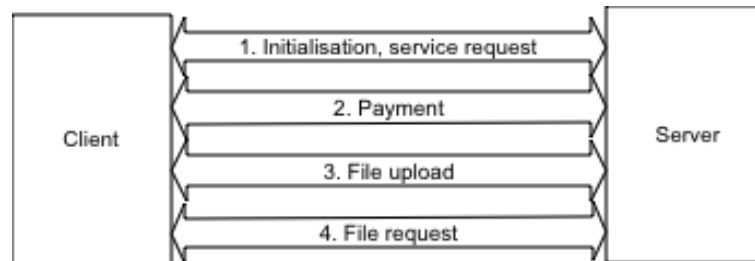 1. Initialisation, service request
2. Payment
Client
Server
3. File upload
4. File request